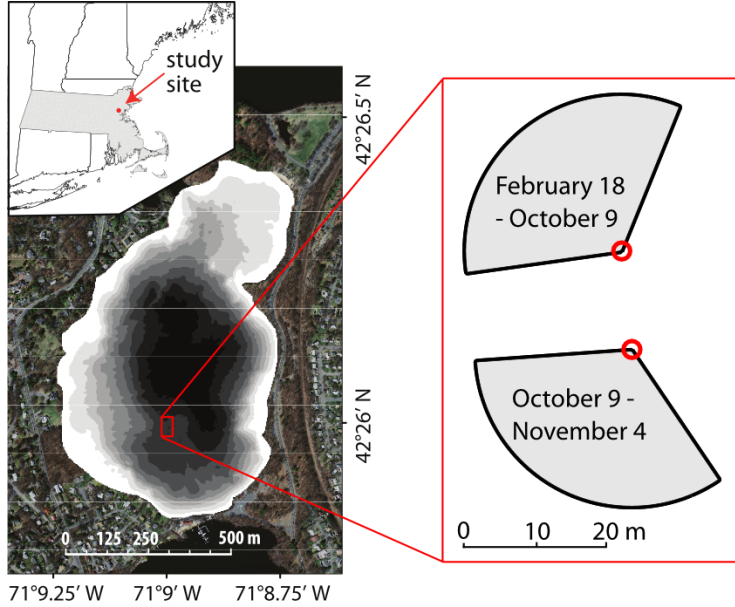 study
site
42°26.5′ N
February 18
- October 9
42°26′ N
October 9 -
November 4
0 125 250 500 m
0 10 20 m
71°9.25′ W 71°9′ W 71°8.75′ W